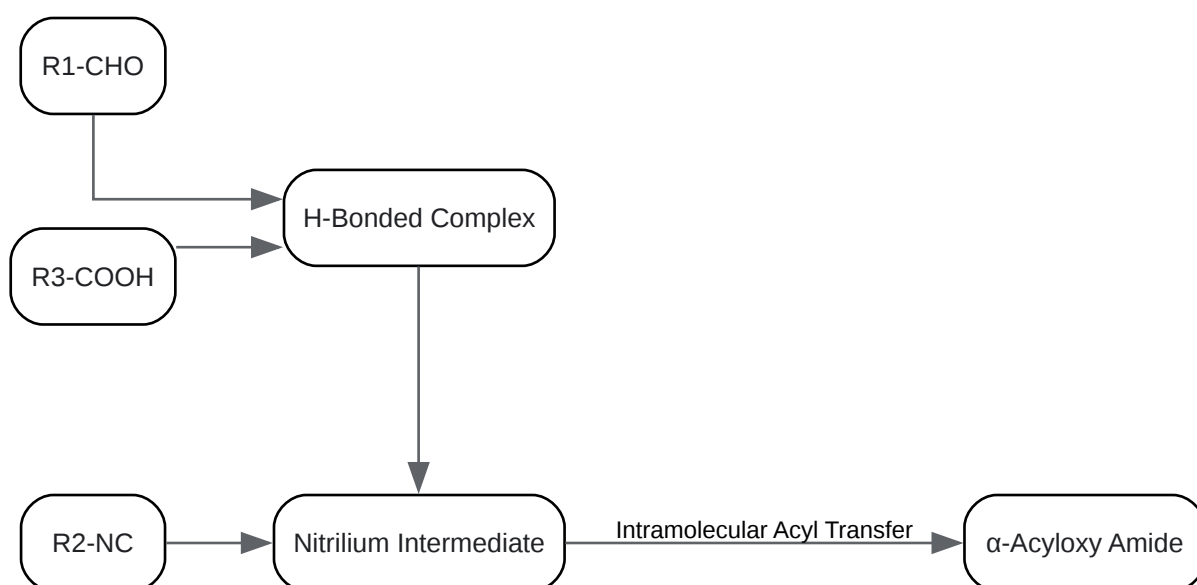 R1-CHO
H-Bonded Complex
R3-COOH
R2-NC
Nitrilium Intermediate
Intramolecular Acyl Transfer
α-Acyloxy Amide